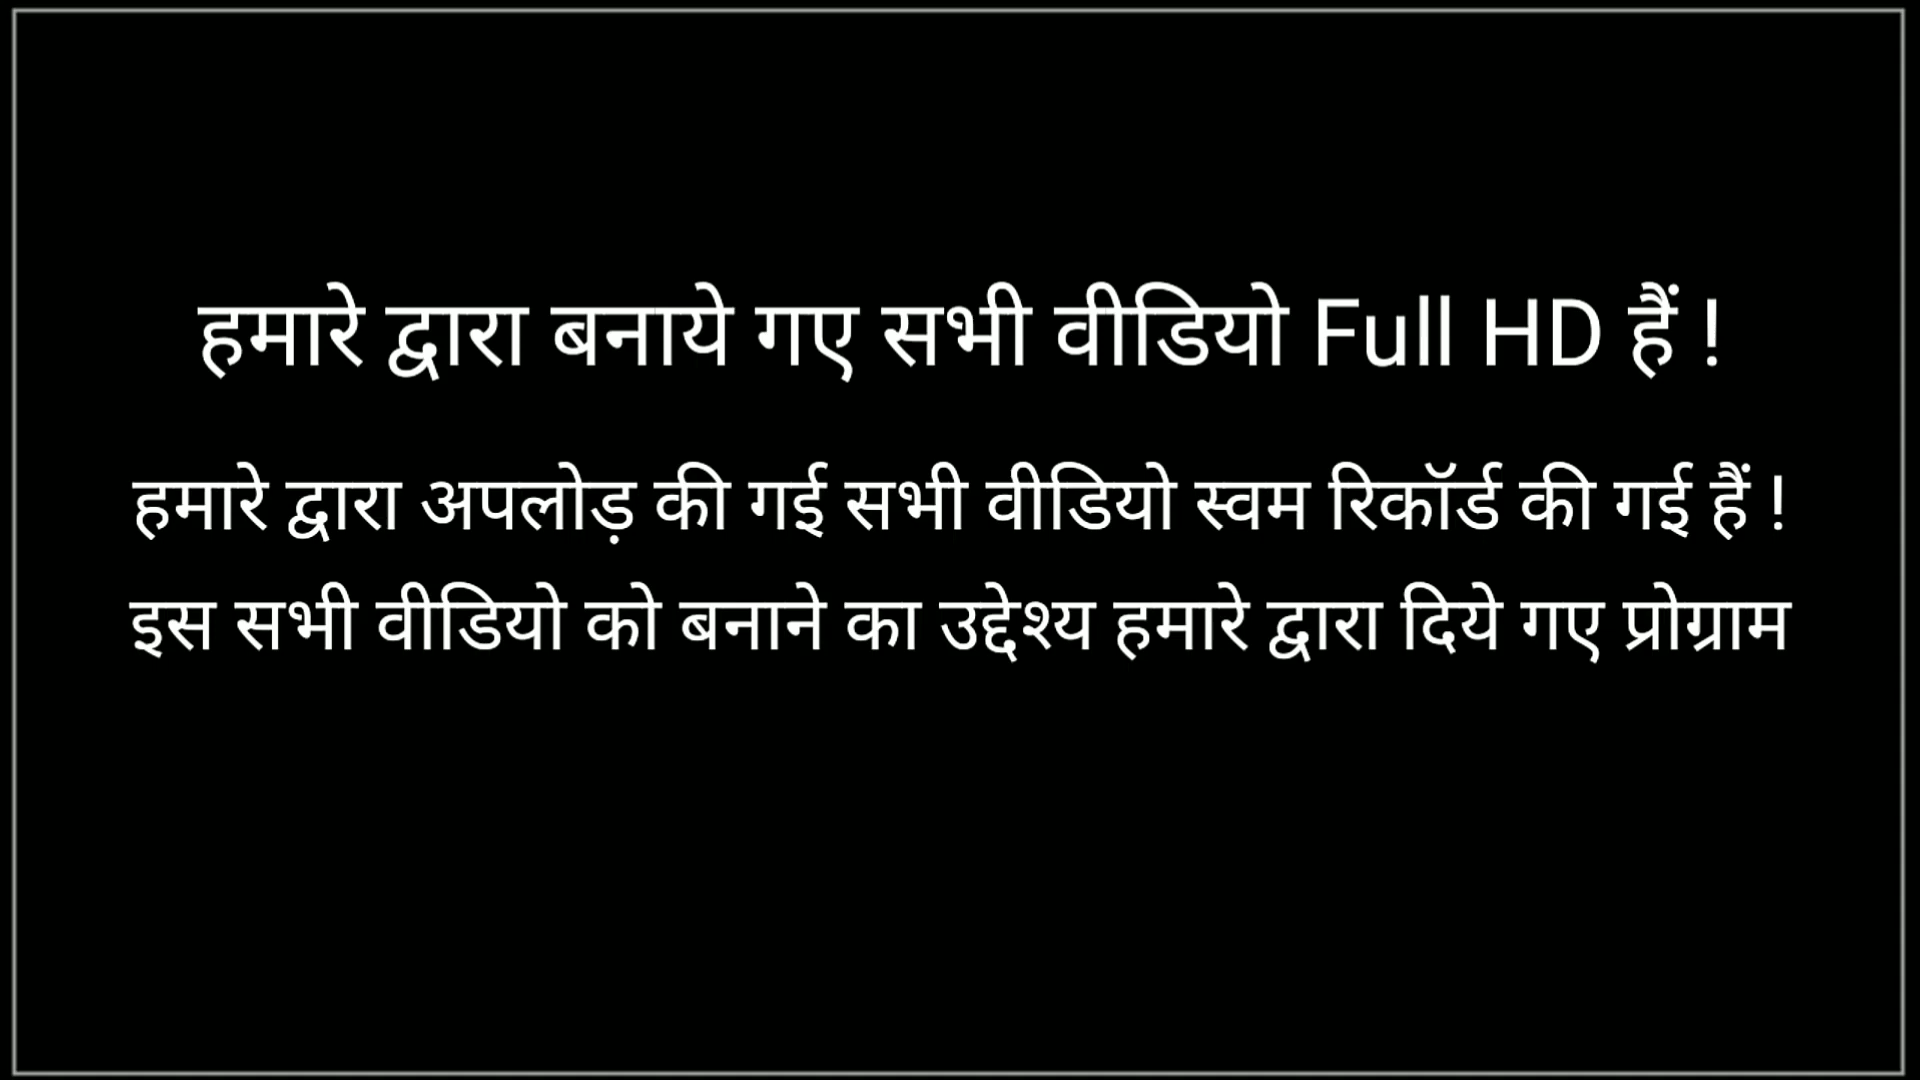 हमारे द्वारा बनाये गए सभी वीडियो Full HD हैं !
हमारे द्वारा अपलोड़ की गई सभी वीडियो स्वम रिकॉर्ड की गई हैं !
इस सभी वीडियो को बनाने का उद्देश्य हमारे द्वारा दिये गए प्रोग्राम